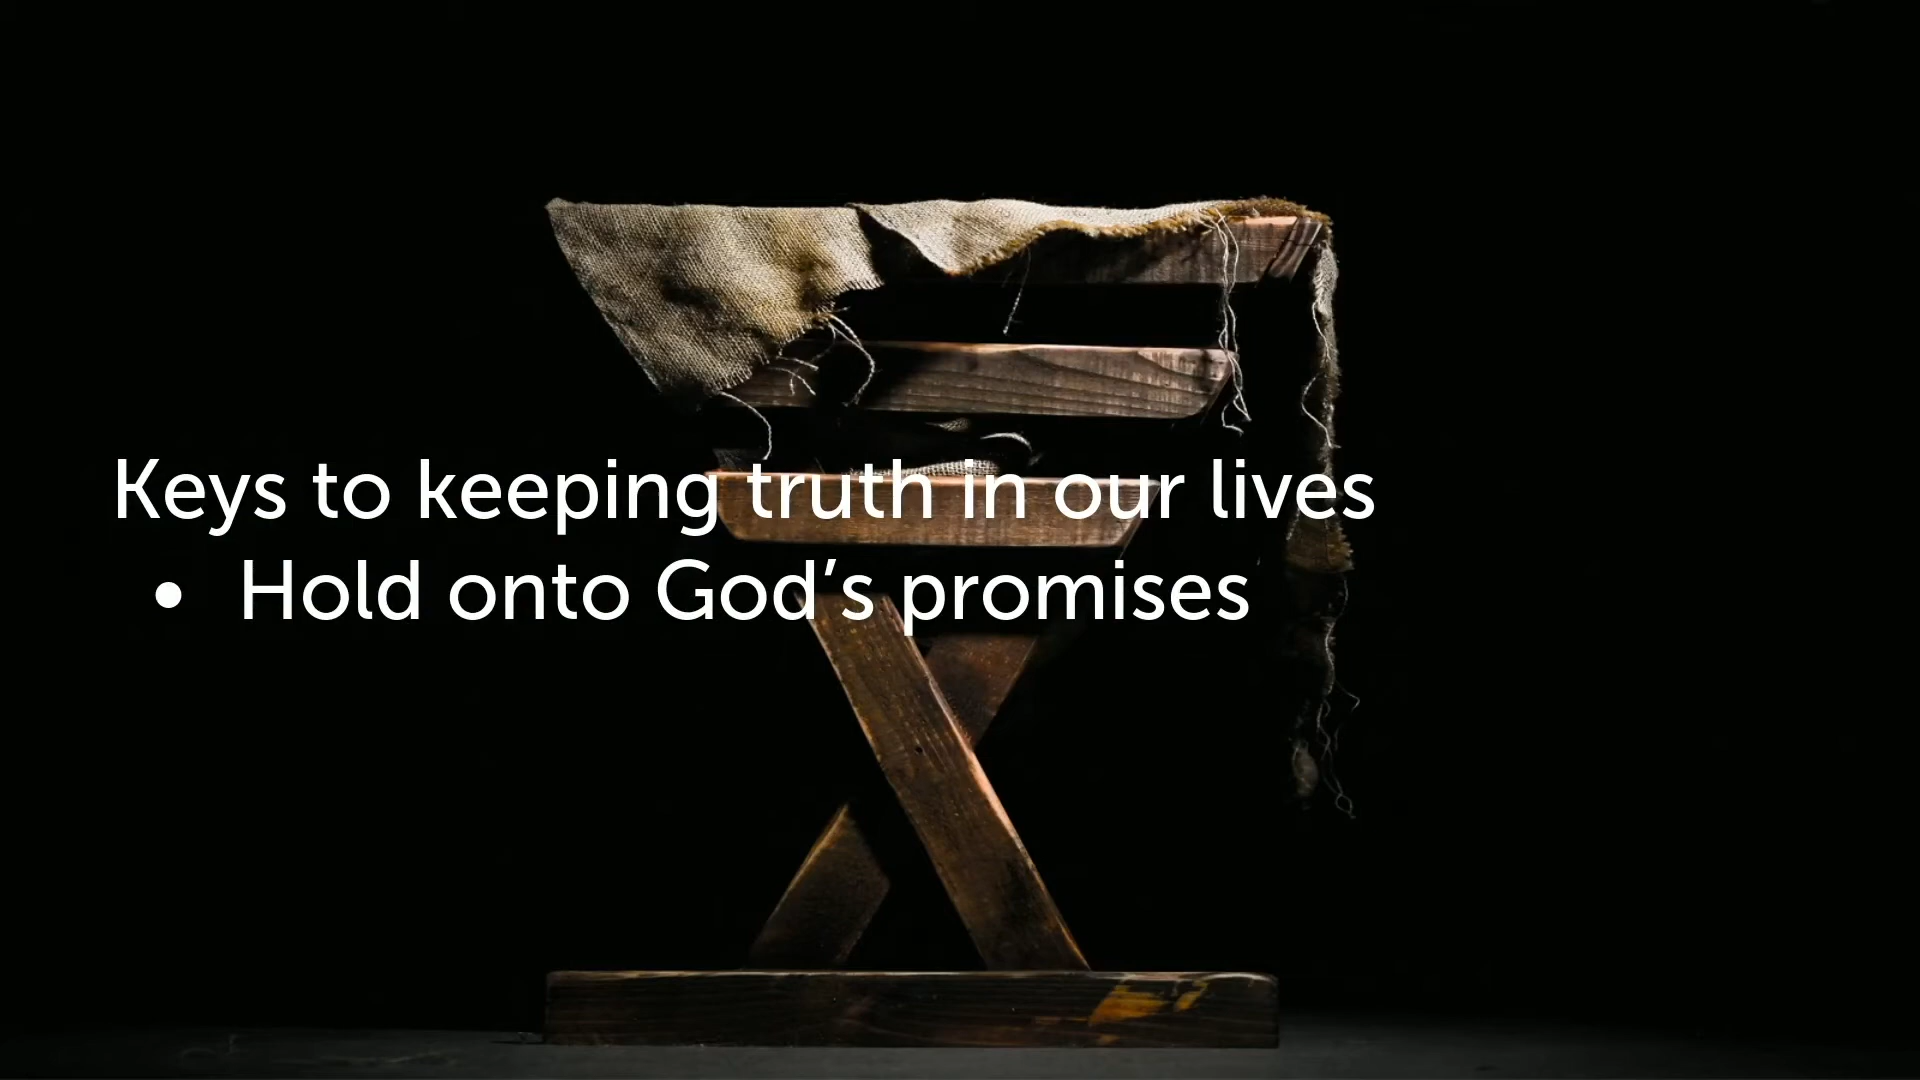 Keys to keeping truth in our lives
• Hold onto God’s promises